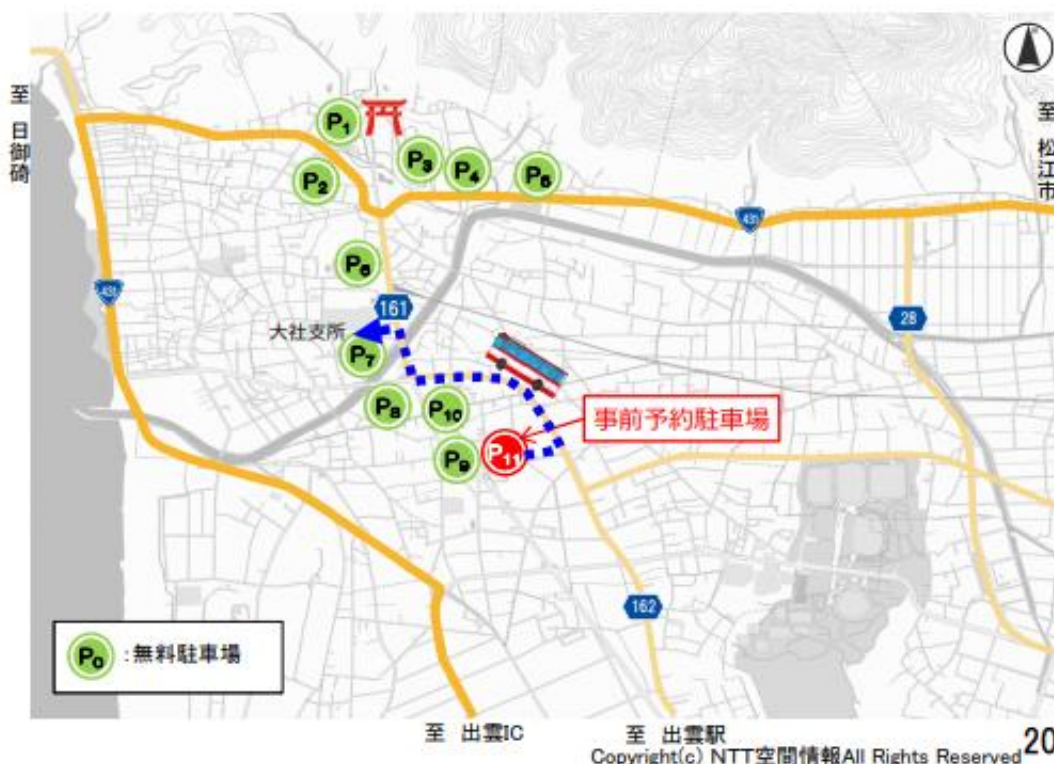 至 日御碕
至 松江市
P1
P2
P3
P4
P5
431
P6
431
161
28
大社支所
P7
P8
P10
事前予約駐車場
P9
P11
162
P0:無料駐車場
至 出雲IC
至 出雲駅
20
Copyright(c) NTT空間情報All Rights Reserved